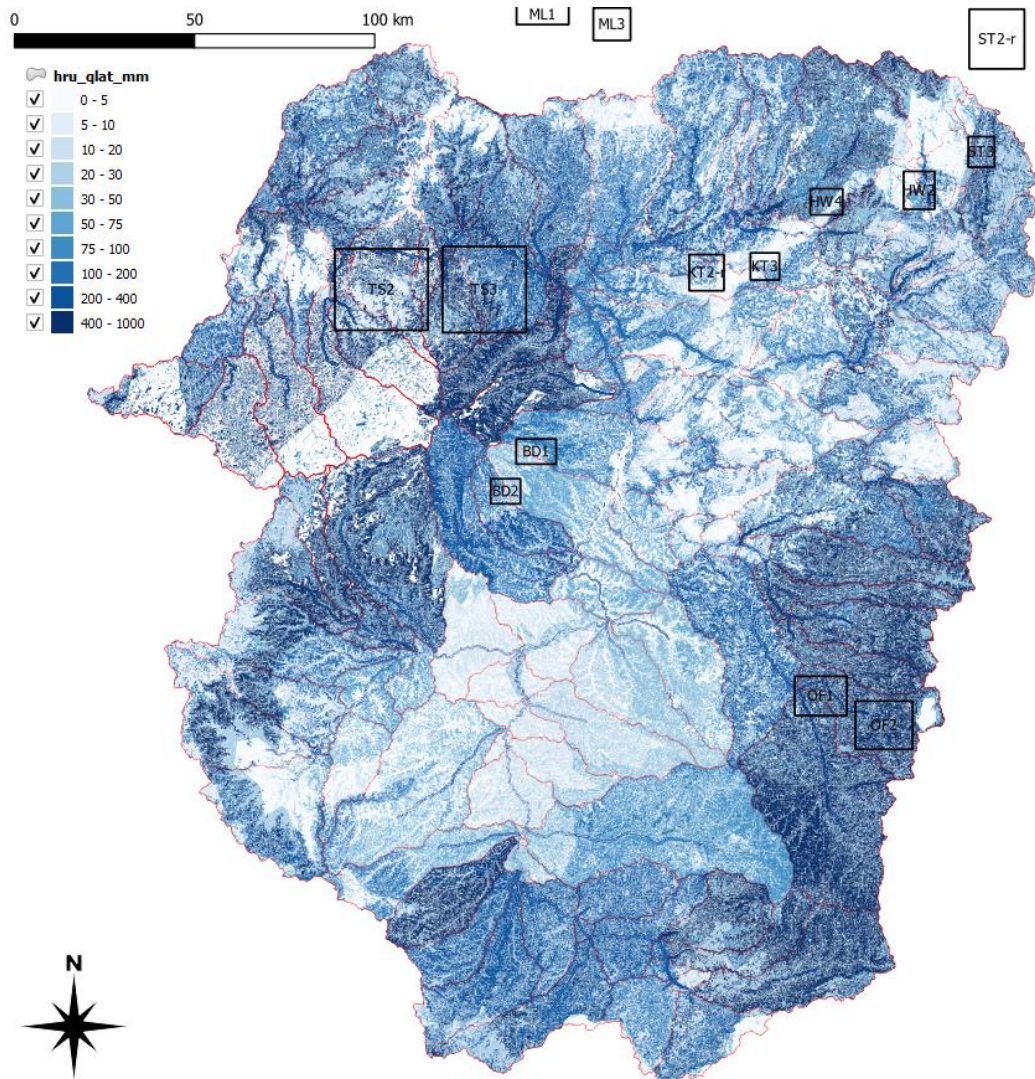 0 50 100 km
ML1
ML3
ST2-r
hru_qlat_mm
0 - 5
5 - 10
10 - 20
20 - 30
30 - 50
50 - 75
75 - 100
100 - 200
200 - 400
400 - 1000
ST3
HW4
KT2-r
KT3
TS2
TS3
BD1
BD2
OF1
OF2
N